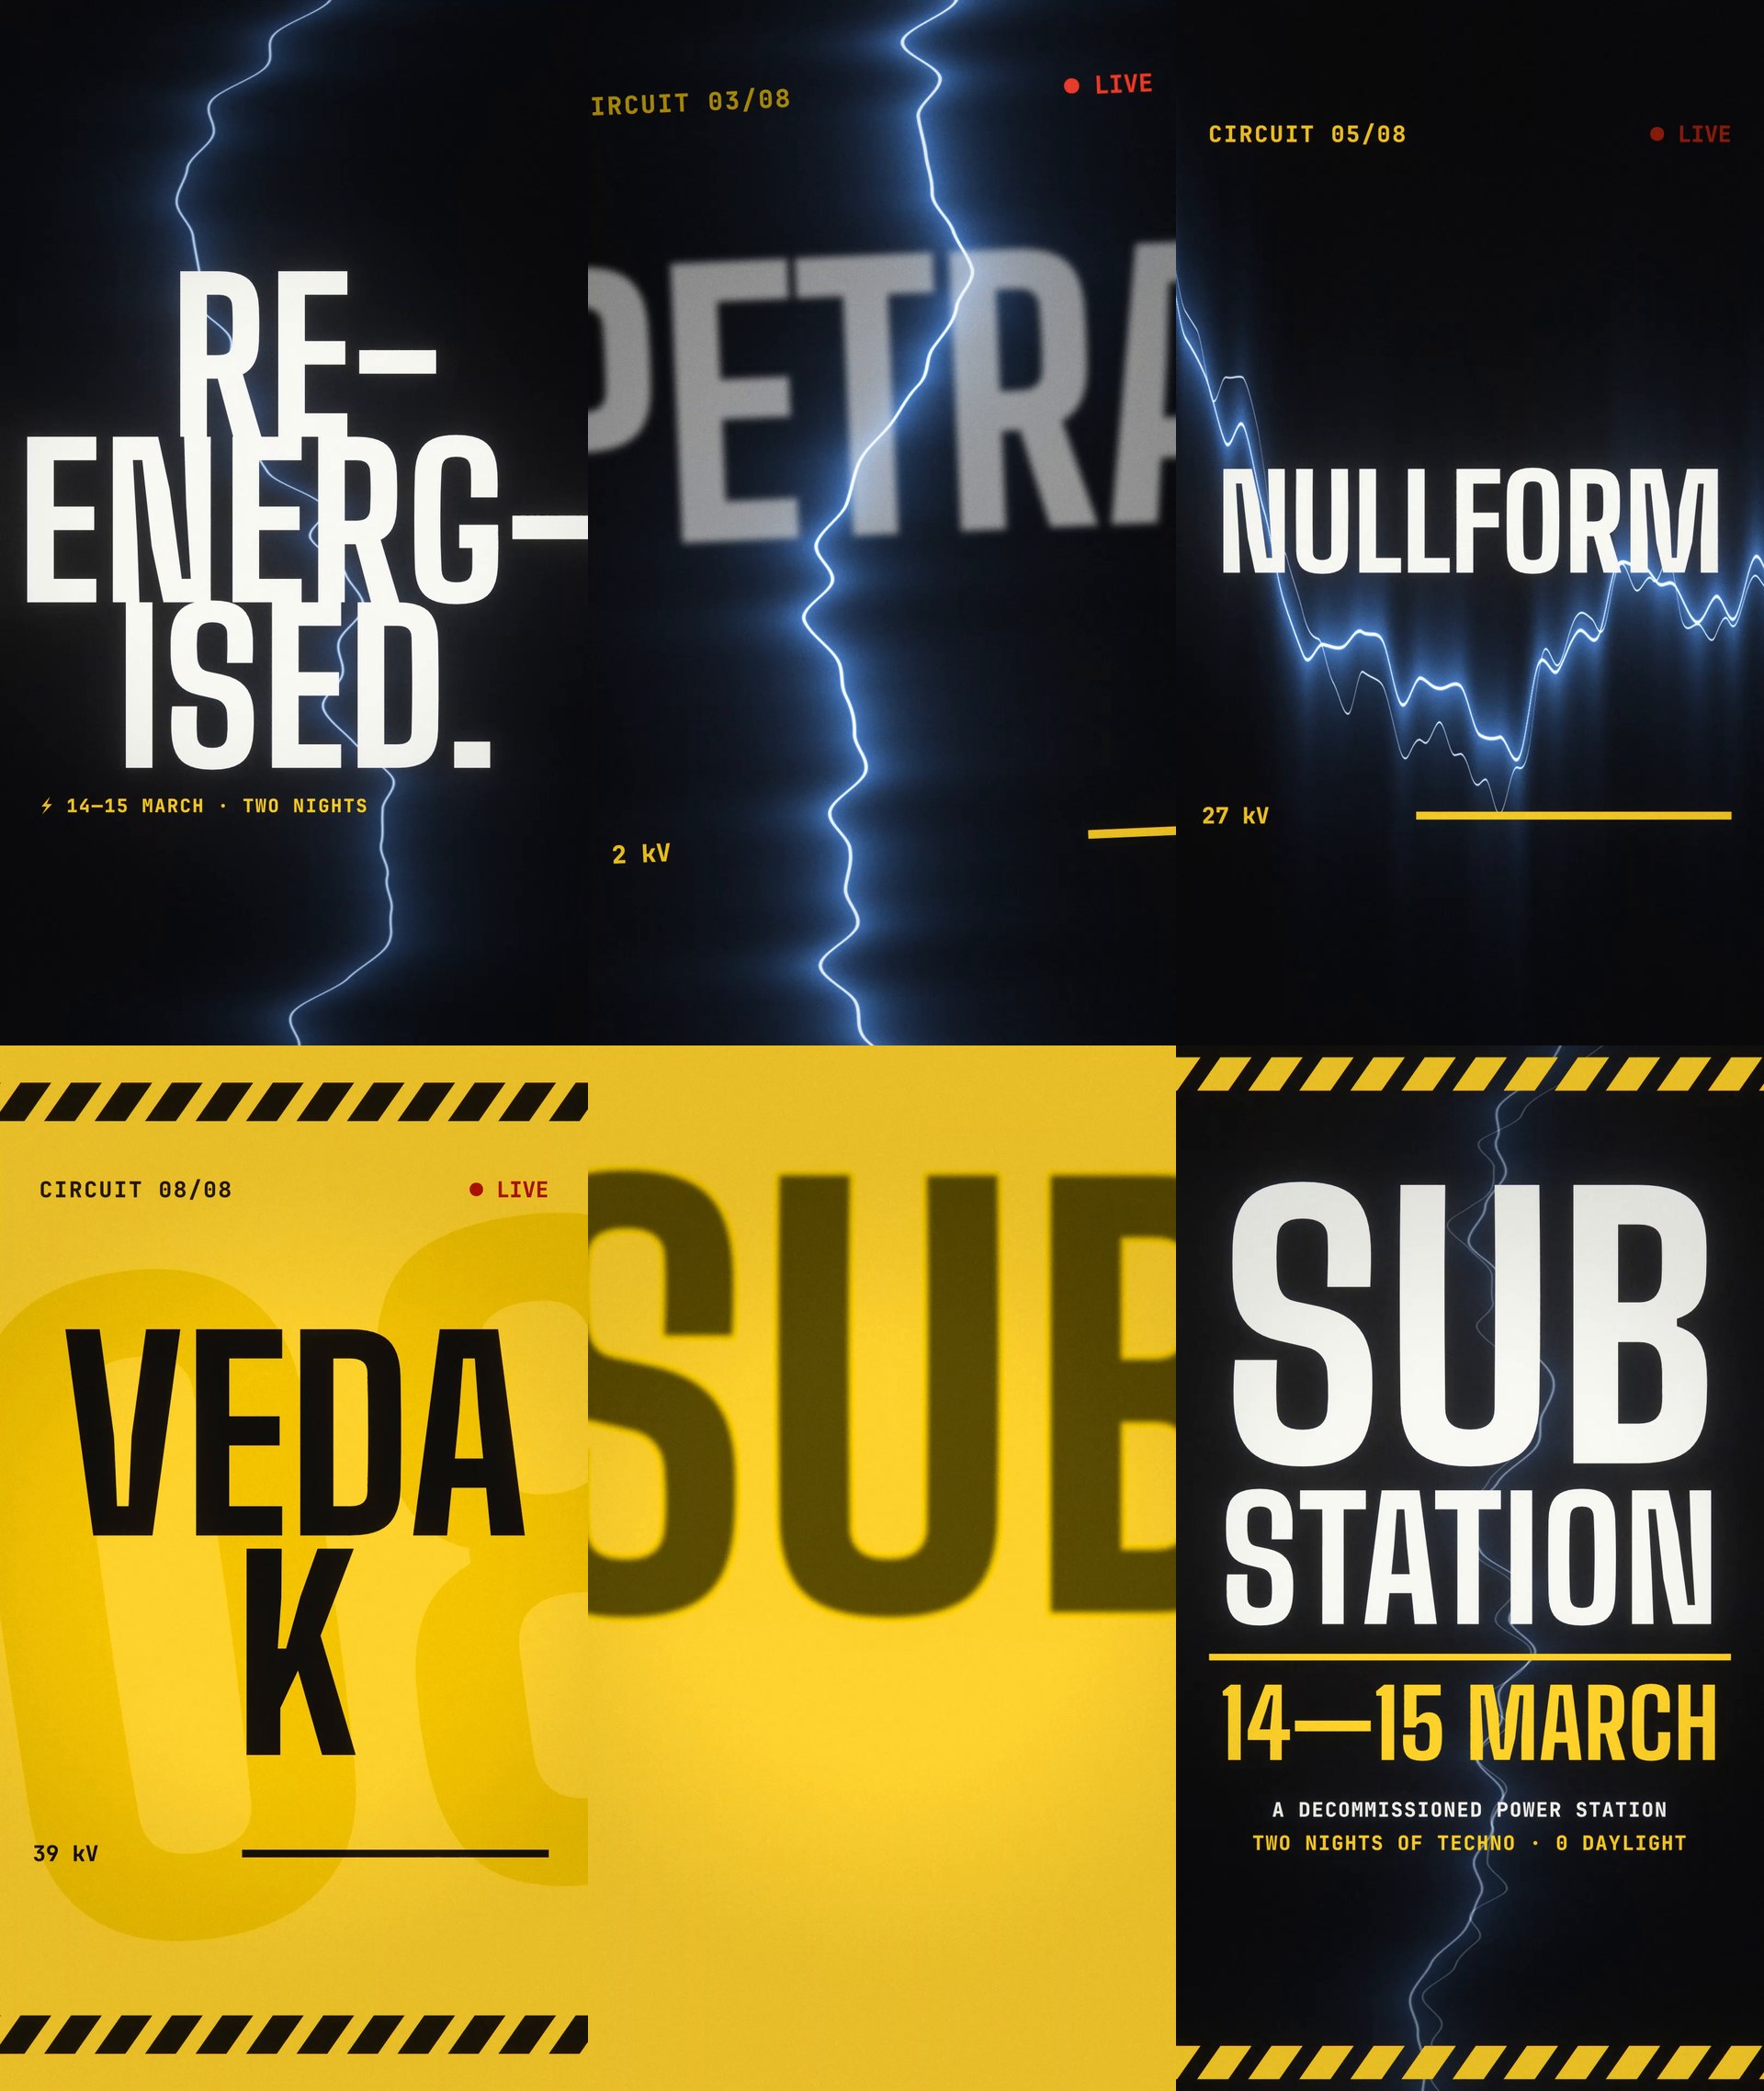 RE-
ENERG-
ISED.
⚡ 14—15 MARCH · TWO NIGHTS
IRCUIT 03/08
● LIVE
PETRA
2 kV
CIRCUIT 05/08
● LIVE
NULLFORM
27 kV
CIRCUIT 08/08
● LIVE
08
VEDA
K
39 kV
SUB
SUB
STATION
14—15 MARCH
A DECOMMISSIONED POWER STATION
TWO NIGHTS OF TECHNO · 0 DAYLIGHT